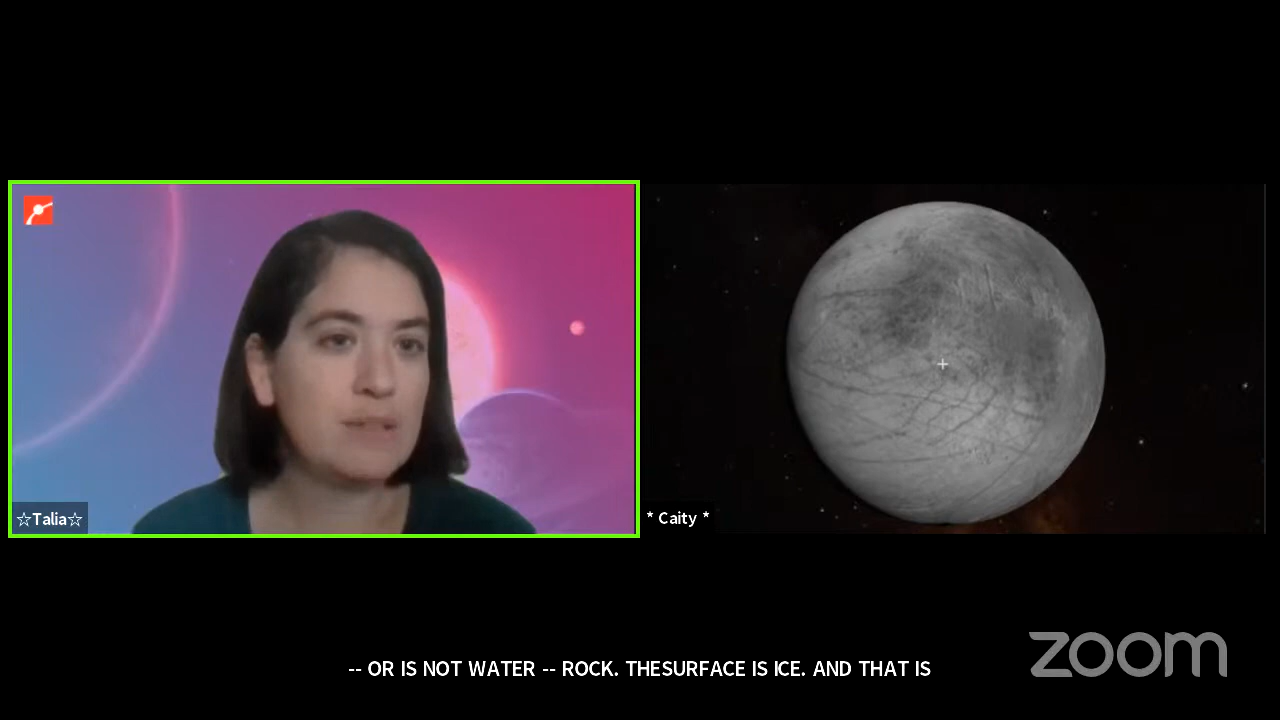 ☆Talia☆
* Caity *
-- OR IS NOT WATER -- ROCK. THESURFACE IS ICE. AND THAT IS
zoom